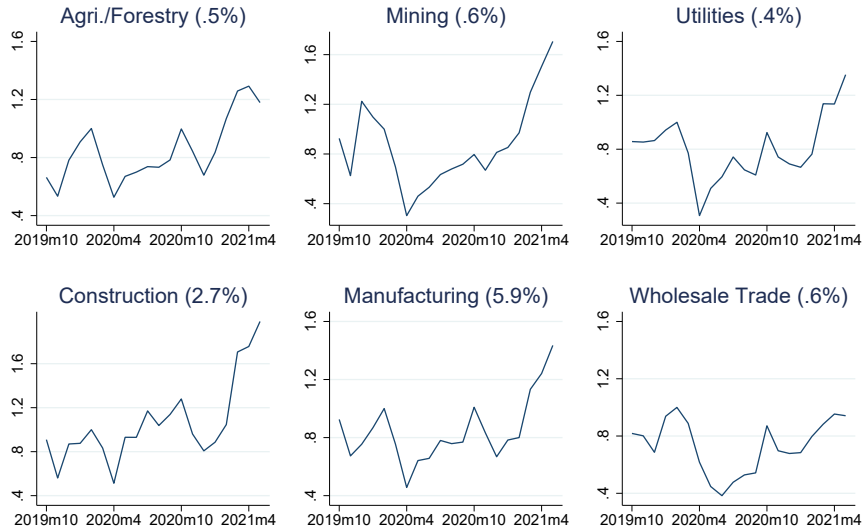 Agri./Forestry (.5%)
1.6
1.2
.8
.4
2019m10 2020m4 2020m10 2021m4
Mining (.6%)
1.6
1.2
.8
.4
2019m10 2020m4 2020m10 2021m4
Utilities (.4%)
1.6
1.2
.8
.4
2019m10 2020m4 2020m10 2021m4
Construction (2.7%)
1.6
1.2
.8
.4
2019m10 2020m4 2020m10 2021m4
Manufacturing (5.9%)
1.6
1.2
.8
.4
2019m10 2020m4 2020m10 2021m4
Wholesale Trade (.6%)
1.6
1.2
.8
.4
2019m10 2020m4 2020m10 2021m4